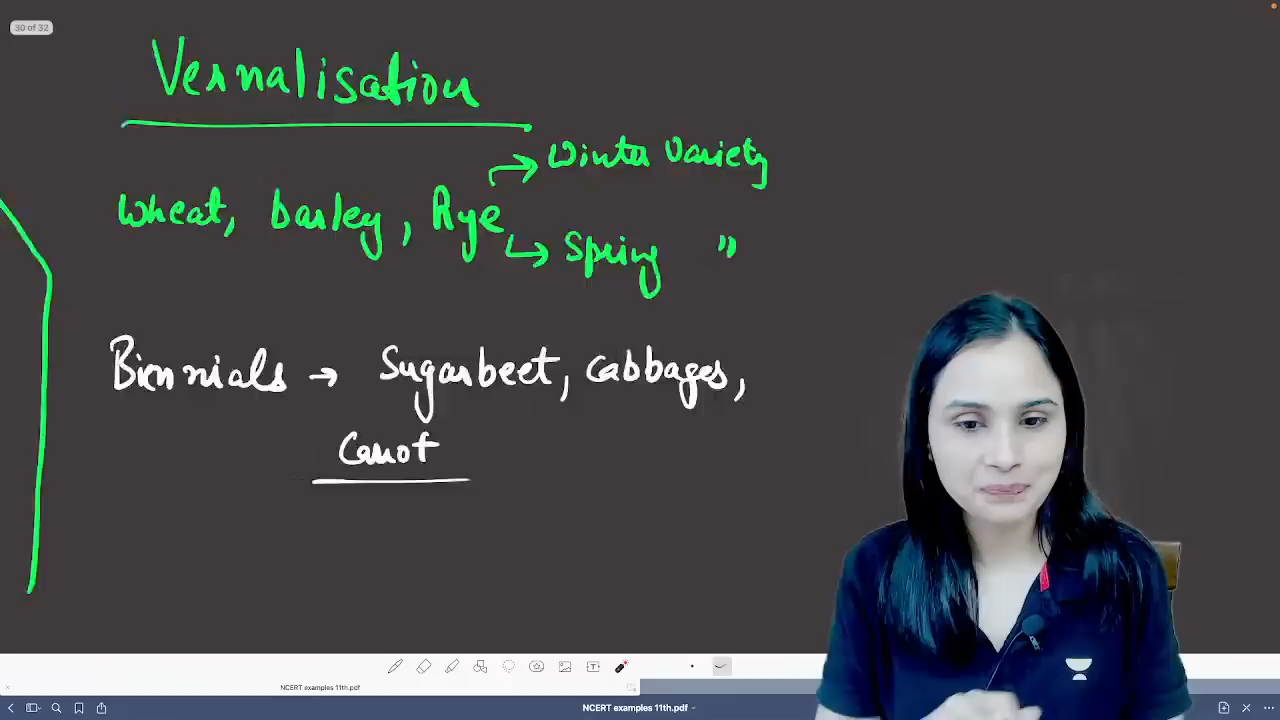 30 of 32
Vernalisation
Winter Variety
Wheat, barley, Rye
Spring "
Biennials → Sugarbeet, Cabbages,
Carrot
NCERT examples 11th.pdf
NCERT examples 11th.pdf